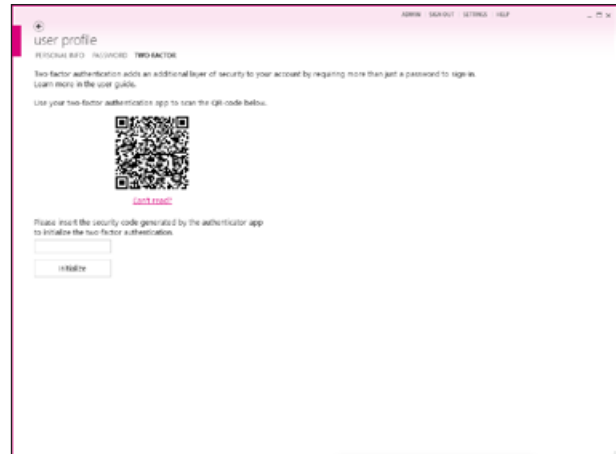 ADMIN SIGN OUT SETTINGS HELP
user profile
PERSONAL INFO PASSWORD TWO-FACTOR
Two-factor authentication adds an additional layer of security to your account by requiring more than just a password to sign in.
Learn more in the user guide.
Use your two-factor authentication app to scan the QR code below.
Can't read?
Please insert the security code generated by the authenticator app
to initialize the two-factor authentication.
Initialize